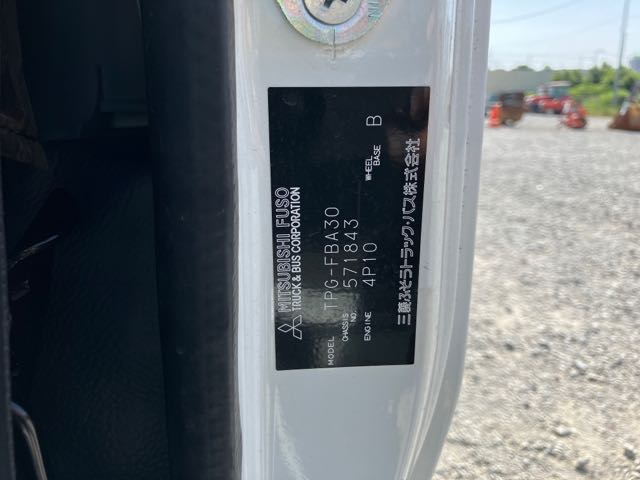 MITSUBISHI FUSO
TRUCK & BUS CORPORATION
MODEL TPG-FBA30
CHASSIS NO. 571843
ENGINE 4P10 WHEEL BASE B
三菱ふそうトラック・バス株式会社